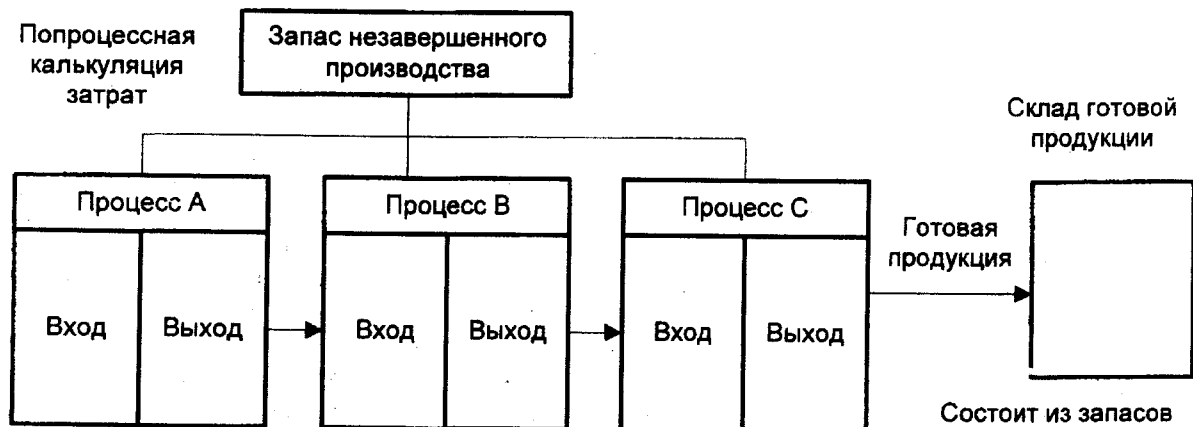 Попроцессная
калькуляция
затрат
Запас незавершенного
производства
Склад готовой
продукции
Процесс А
Процесс В
Процесс С
Готовая
продукция
Вход
Выход
Вход
Выход
Вход
Выход
Состоит из запасов